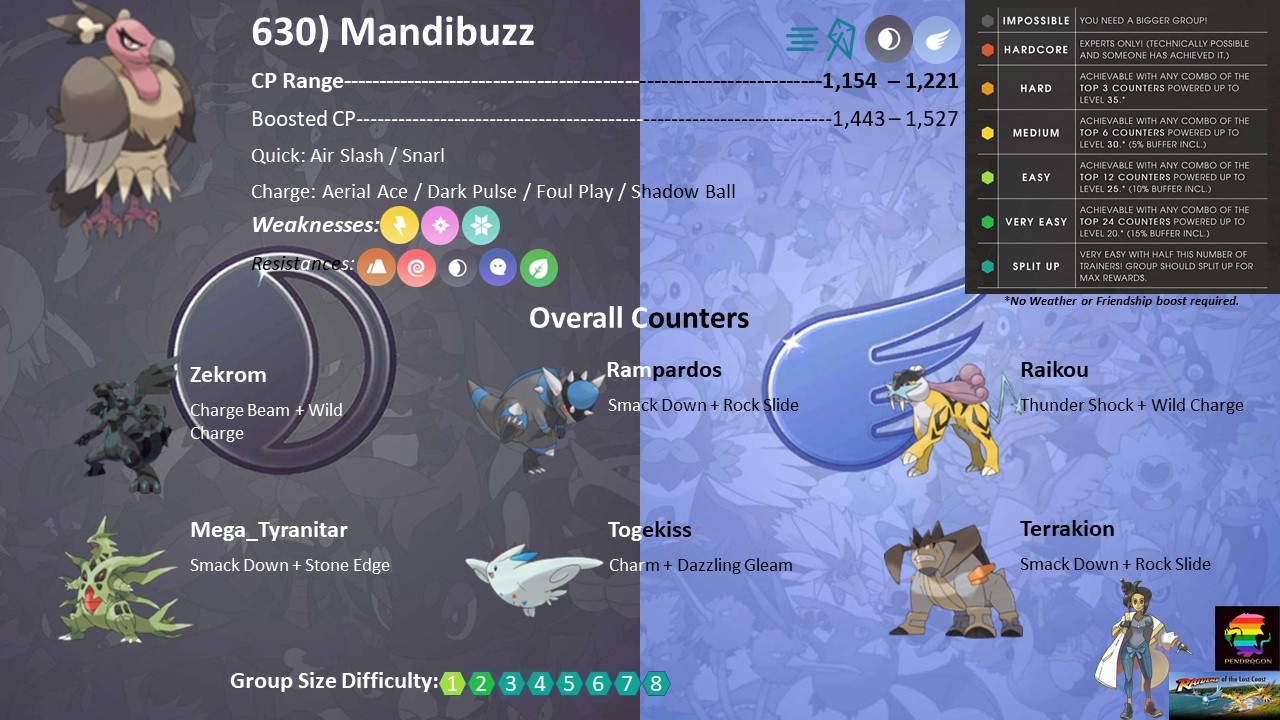 630) Mandibuzz
CP Range--------------------------------------------------------------------1,154 – 1,221
Boosted CP--------------------------------------------------------------------1,443 – 1,527
Quick: Air Slash / Snarl
Charge: Aerial Ace / Dark Pulse / Foul Play / Shadow Ball
Weaknesses:
Resistances:
IMPOSSIBLE YOU NEED A BIGGER GROUP!
HARDCORE EXPERTS ONLY! (TECHNICALLY POSSIBLE
AND SOMEONE HAS ACHIEVED IT.)
HARD ACHIEVABLE WITH ANY COMBO OF THE
TOP 3 COUNTERS POWERED UP TO
LEVEL 35.*
MEDIUM ACHIEVABLE WITH ANY COMBO OF THE
TOP 6 COUNTERS POWERED UP TO
LEVEL 30.* (5% BUFFER INCL.)
EASY ACHIEVABLE WITH ANY COMBO OF THE
TOP 12 COUNTERS POWERED UP TO
LEVEL 25.* (10% BUFFER INCL.)
VERY EASY ACHIEVABLE WITH ANY COMBO OF THE
TOP 24 COUNTERS POWERED UP TO
LEVEL 20.* (15% BUFFER INCL.)
SPLIT UP VERY EASY WITH HALF THIS NUMBER OF
TRAINERS! GROUP SHOULD SPLIT UP FOR
MAX REWARDS.
*No Weather or Friendship boost required.
Overall Counters
Zekrom
Charge Beam + Wild
Charge
Rampardos
Smack Down + Rock Slide
Raikou
Thunder Shock + Wild Charge
Mega_Tyranitar
Smack Down + Stone Edge
Togekiss
Charm + Dazzling Gleam
Terrakion
Smack Down + Rock Slide
Group Size Difficulty: 1 2 3 4 5 6 7 8
PENDRAGON
RAIDERS of the Lost Coast